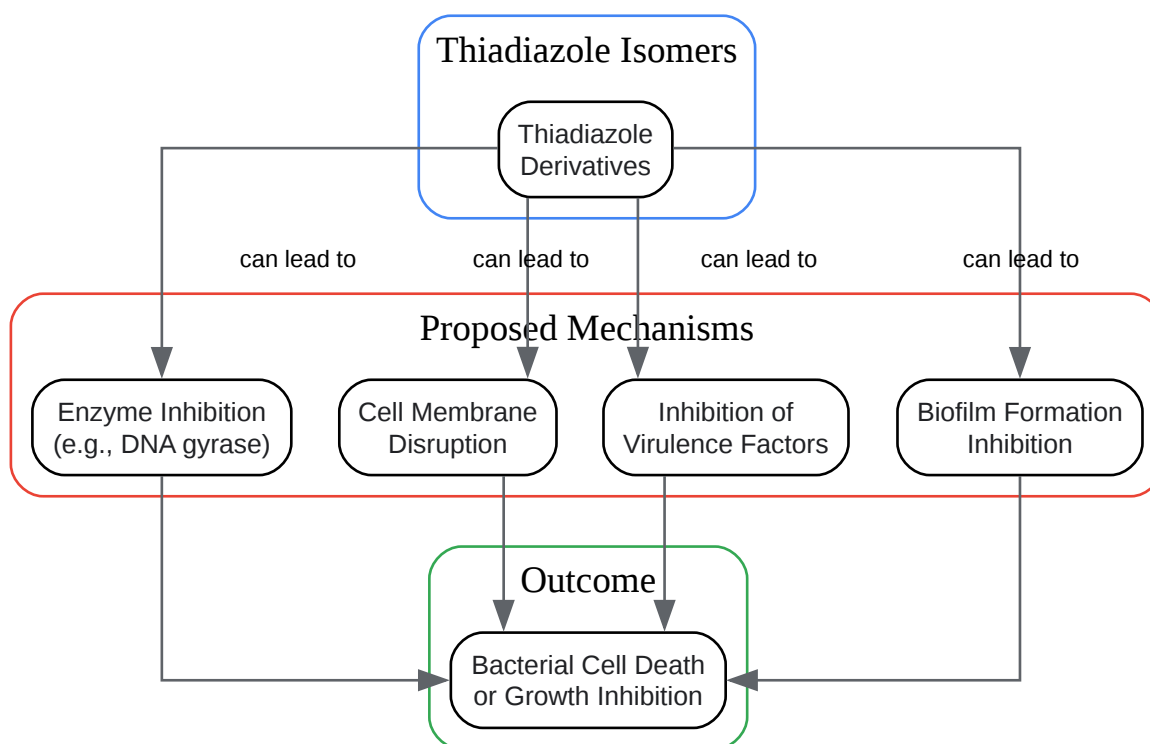 Thiadiazole Isomers
Thiadiazole
Derivatives
can lead to
can lead to
can lead to
can lead to
Proposed Mechanisms
Enzyme Inhibition
(e.g., DNA gyrase)
Cell Membrane
Disruption
Inhibition of
Virulence Factors
Biofilm Formation
Inhibition
Outcome
Bacterial Cell Death
or Growth Inhibition